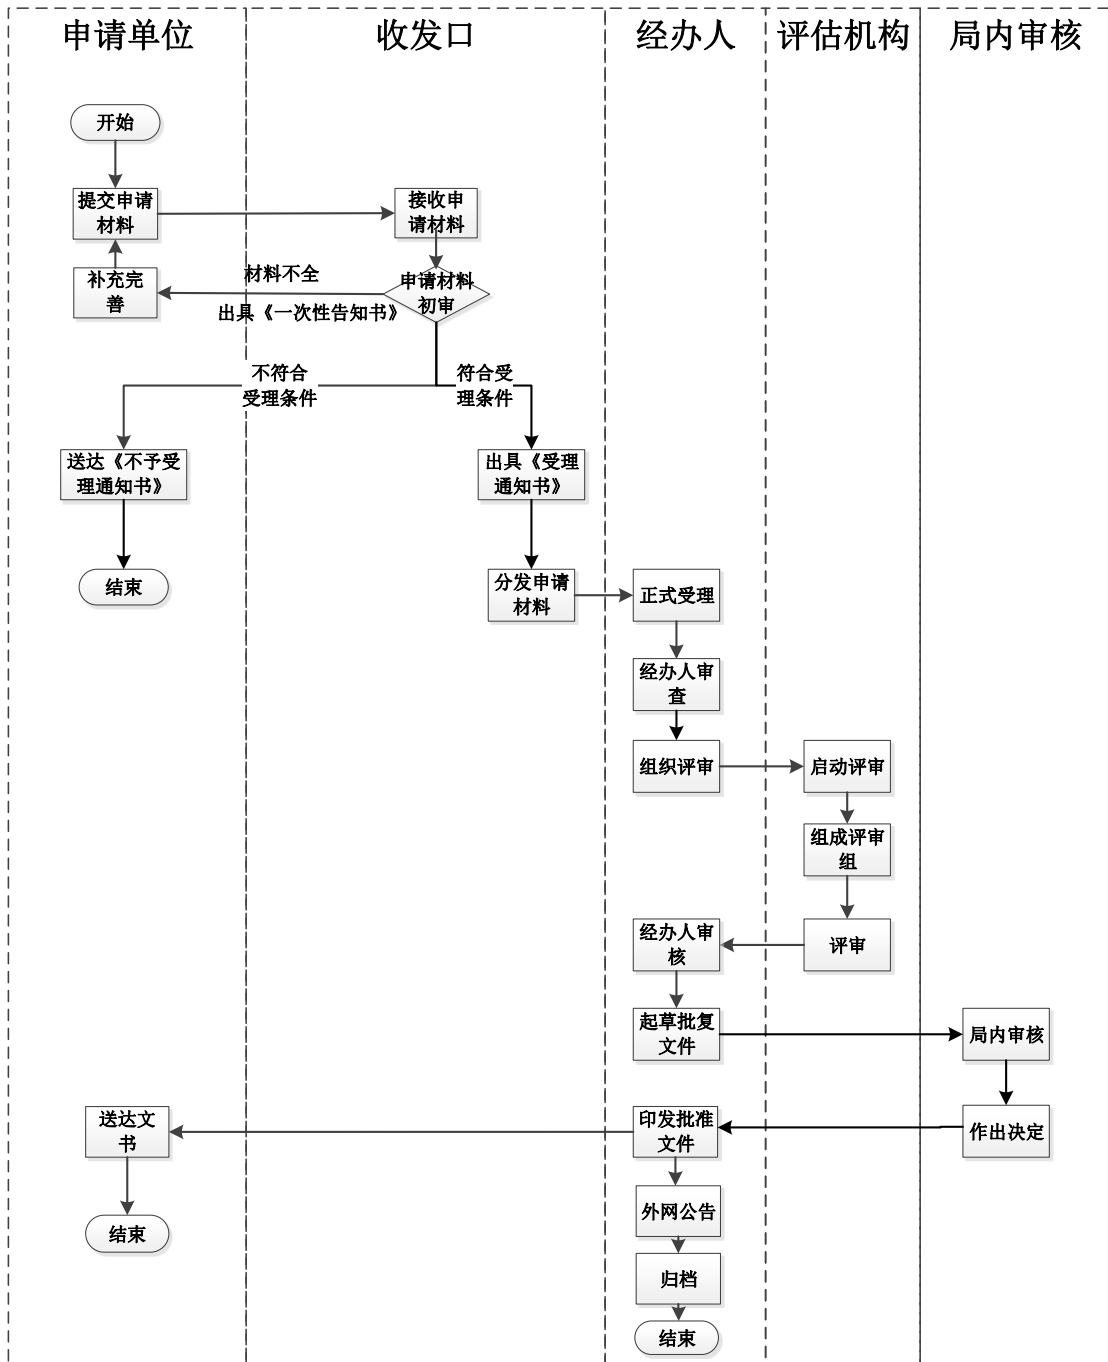 申请单位
收发口
经办人
评估机构
局内审核
开始
提交申请
材料
接收申
请材料
补充完
善
材料不全
出具《一次性告知书》
申请材料
初审
不符合
受理条件
符合受
理条件
送达《不予受
理通知书》
出具《受理
通知书》
结束
分发申请
材料
正式受理
经办人审
查
组织评审
启动评审
组成评审
组
经办人审
核
评审
起草批复
文件
局内审核
送达文
书
印发批准
文件
作出决定
结束
外网公告
归档
结束